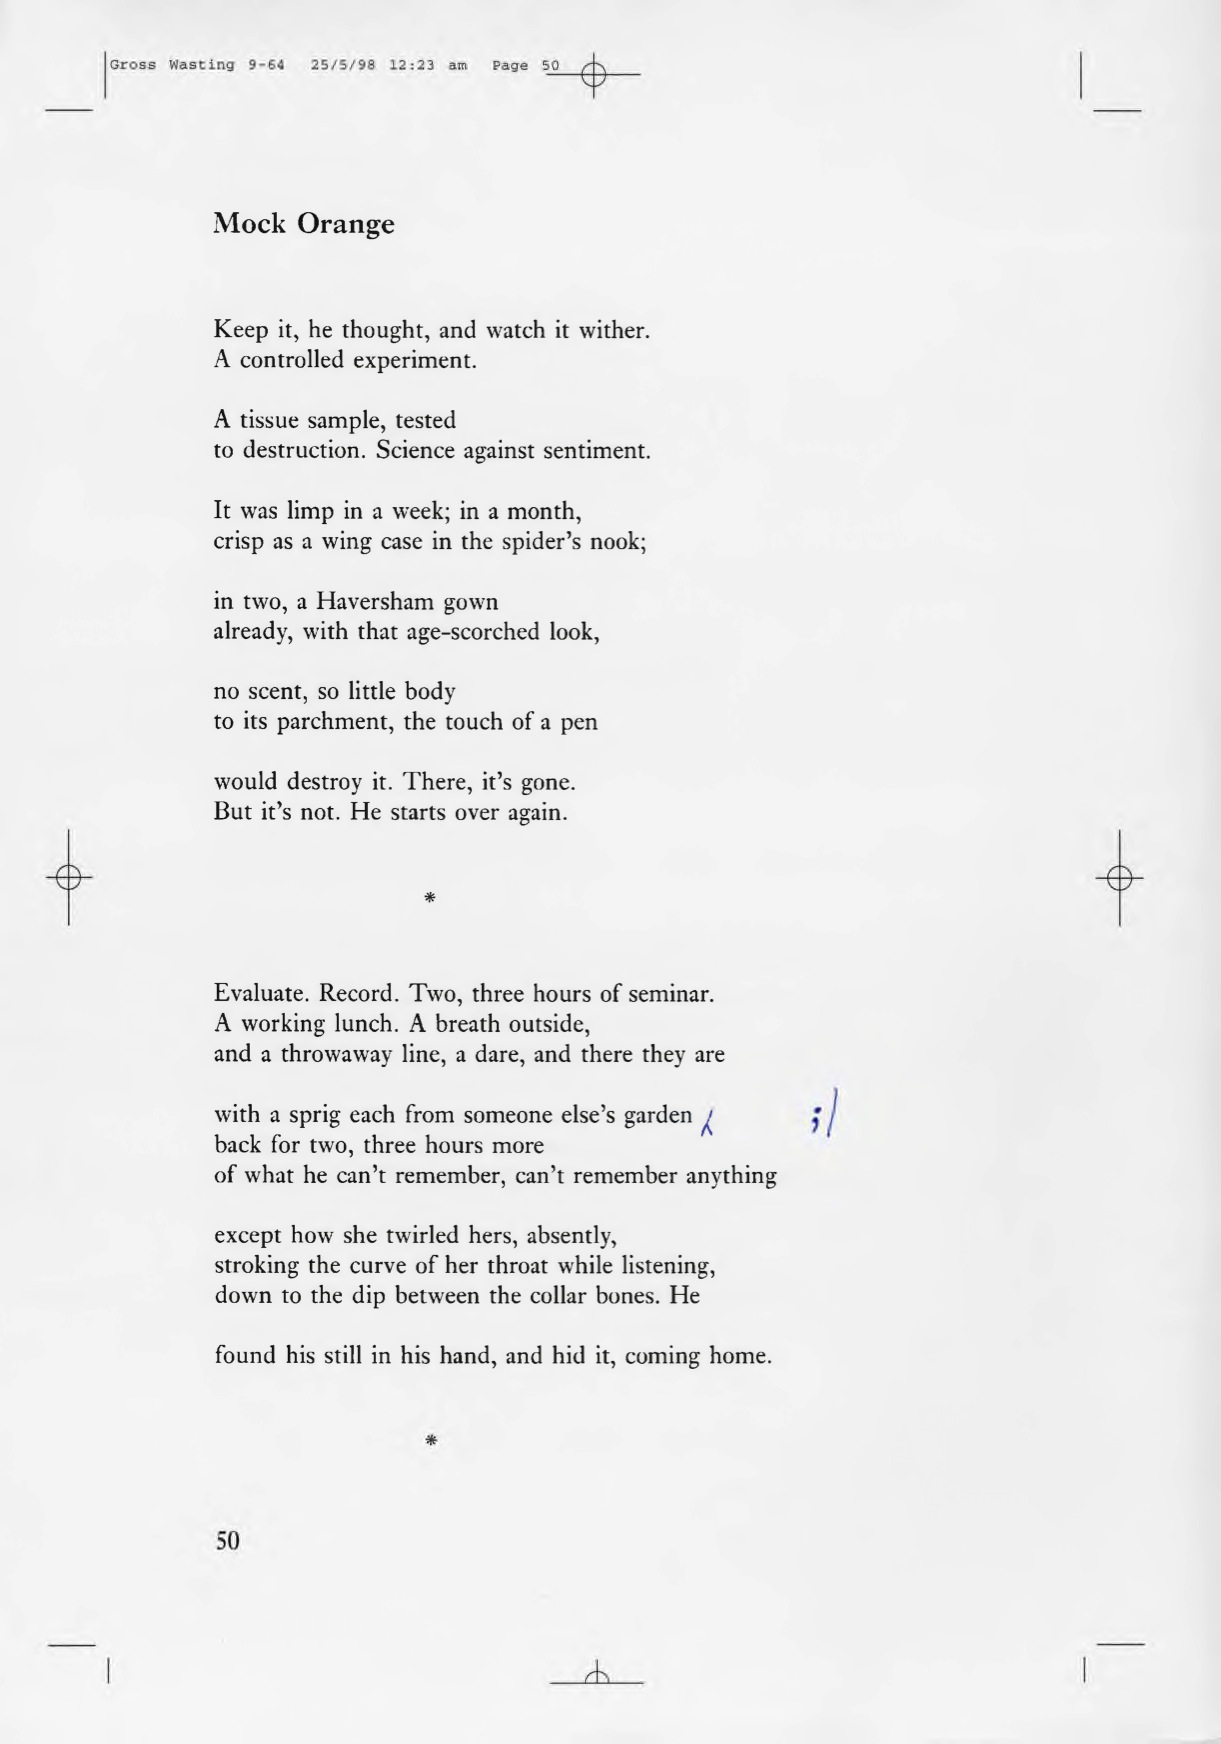 Gross Wasting 9-64 25/5/98 12:23 am Page 50
Mock Orange
Keep it, he thought, and watch it wither.
A controlled experiment.
A tissue sample, tested
to destruction. Science against sentiment.
It was limp in a week; in a month,
crisp as a wing case in the spider's nook;
in two, a Haversham gown
already, with that age-scorched look,
no scent, so little body
to its parchment, the touch of a pen
would destroy it. There, it's gone.
But it's not. He starts over again.
*
Evaluate. Record. Two, three hours of seminar.
A working lunch. A breath outside,
and a throwaway line, a dare, and there they are
with a sprig each from someone else's garden ⁁ ;/
back for two, three hours more
of what he can't remember, can't remember anything
except how she twirled hers, absently,
stroking the curve of her throat while listening,
down to the dip between the collar bones. He
found his still in his hand, and hid it, coming home.
*
50